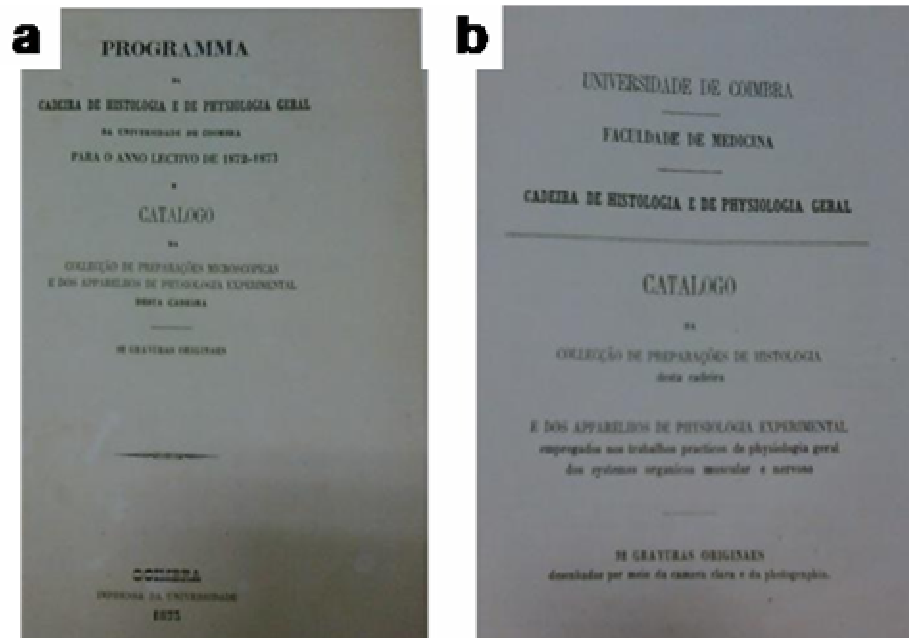 a
PROGRAMMA
DA
CADEIRA DE HISTOLOGIA E DE PHYSIOLOGIA GERAL
DA UNIVERSIDADE DE COIMBRA
PARA O ANNO LECTIVO DE 1872-1873
E
CATALOGO
DA
COLLECÇÃO DE PREPARAÇÕES MICROSCOPICAS
E DOS APPARELHOS DE PHYSIOLOGIA EXPERIMENTAL
DESTA CADEIRA
GRAVURAS ORIGINAES
COIMBRA
IMPRENSA DA UNIVERSIDADE
1873
b
UNIVERSIDADE DE COIMBRA
FACULDADE DE MEDICINA
CADEIRA DE HISTOLOGIA E DE PHYSIOLOGIA GERAL
CATALOGO
DA
COLLECÇÃO DE PREPARAÇÕES DE HISTOLOGIA
desta cadeira
E DOS APPARELHOS DE PHYSIOLOGIA EXPERIMENTAL
empregados nos trabalhos practicos de physiologia geral
dos systemas organicos muscular e nervoso
GRAVURAS ORIGINAES
desenhadas por meio da camara clara e da photographia.